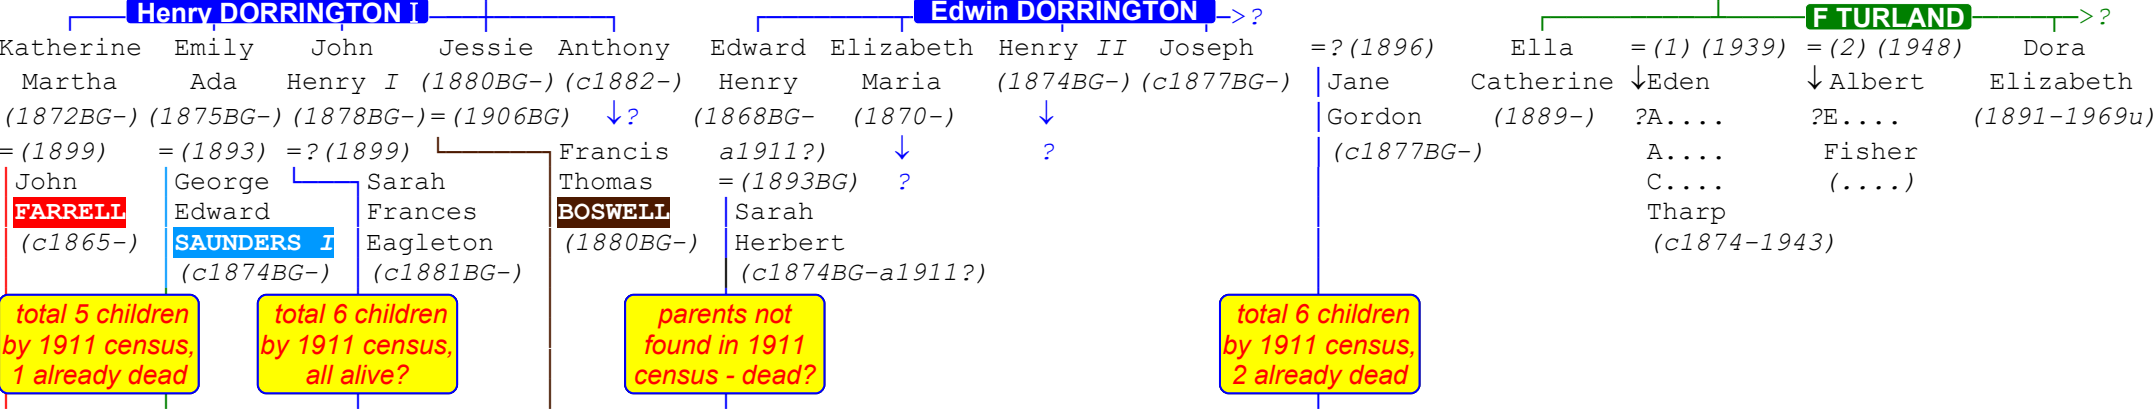 Henry DORRINGTON I Edwin DORRINGTON ->? F TURLAND ->?
Katherine Emily John Jessie Anthony Edward Elizabeth Henry II Joseph =?(1896) Ella =(1)(1939) =(2)(1948) Dora
Martha Ada Henry I (1880BG-) (c1882-) Henry Maria (1874BG-) (c1877BG-) Jane Catherine ↓Eden ↓Albert Elizabeth
(1872BG-) (1875BG-) (1878BG-) =(1906BG) ↓? (1868BG- (1870-) ↓ Gordon (1889-) ?A.... ?E.... (1891-1969u)
=(1899) =(1893) =?(1899) Francis a1911?) ↓ ? (c1877BG-) A.... Fisher
John George Sarah Thomas =(1893BG) ? C.... (....)
FARRELL Edward Frances BOSWELL Sarah Tharp
(c1865-) SAUNDERS I Eagleton (1880BG-) Herbert (c1874-1943)
(c1874BG-) (c1881BG-) (c1874BG-a1911?)
total 5 children total 6 children parents not total 6 children
by 1911 census, by 1911 census, found in 1911 by 1911 census,
1 already dead all alive? census - dead? 2 already dead